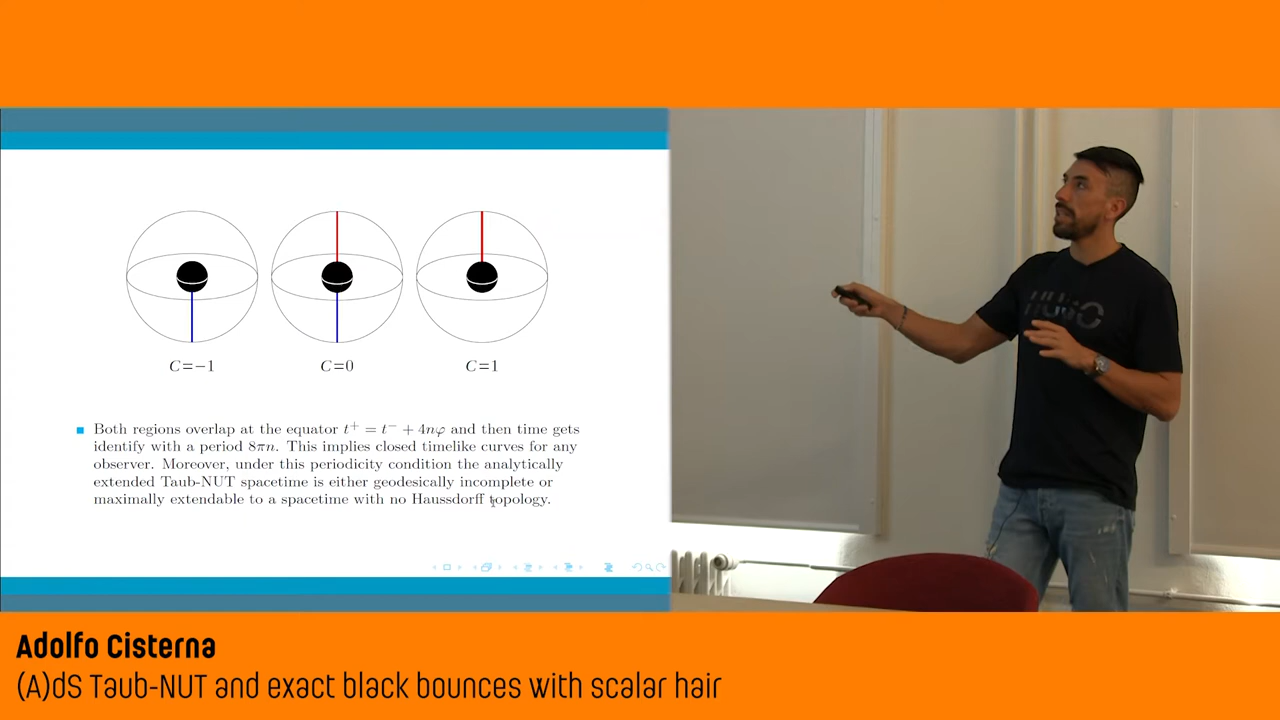 C=−1
C=0
C=1
Both regions overlap at the equator t⁺ = t⁻ + 4nφ and then time gets
identify with a period 8πn. This implies closed timelike curves for any
observer. Moreover, under this periodicity condition the analytically
extended Taub-NUT spacetime is either geodesically incomplete or
maximally extendable to a spacetime with no Haussdorff topology.
Adolfo Cisterna
(A)dS Taub-NUT and exact black bounces with scalar hair